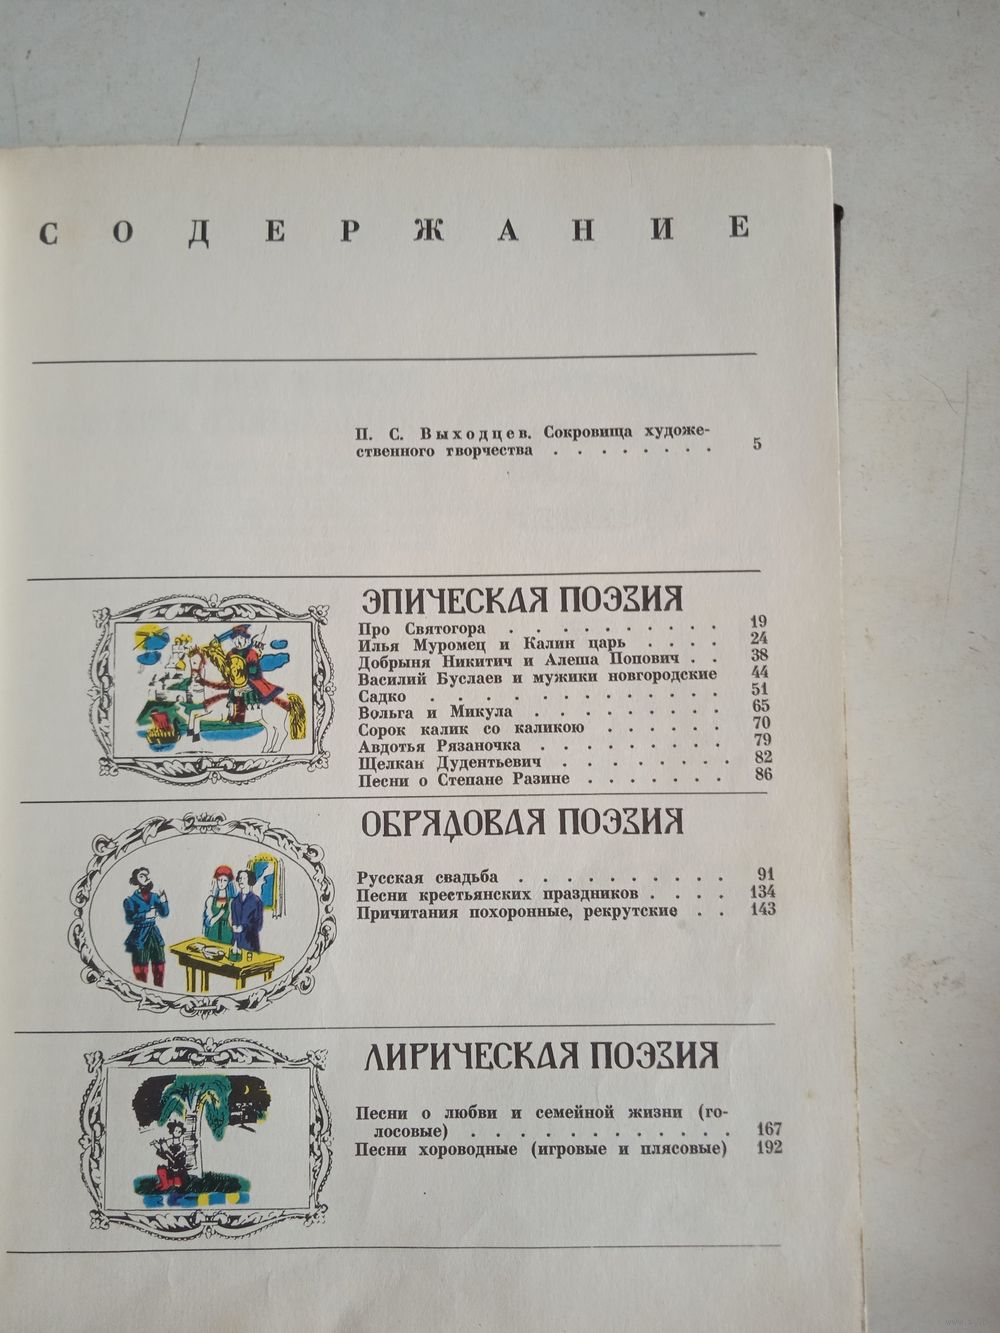 СОДЕРЖАНИЕ
П. С. Выходцев. Сокровища художе-
ственного творчества . . . . . . . . 5
ЭПИЧЕСКАЯ ПОЭЗИЯ
Про Святогора . . . . . . . . . 19
Илья Муромец и Калин царь . . . . 24
Добрыня Никитич и Алеша Попович . . 38
Василий Буслаев и мужики новгородские 44
Садко . . . . . . . . . . . . 51
Вольга и Микула . . . . . . . . 65
Сорок калик со каликою . . . . . 70
Авдотья Рязаночка . . . . . . . 79
Щелкан Дудентьевич . . . . . . . 82
Песни о Степане Разине . . . . . . 86
ОБРЯДОВАЯ ПОЭЗИЯ
Русская свадьба . . . . . . . . . 91
Песни крестьянских праздников . . . . 134
Причитания похоронные, рекрутские . . 143
ЛИРИЧЕСКАЯ ПОЭЗИЯ
Песни о любви и семейной жизни (го-
лосовые) . . . . . . . . . . . 167
Песни хороводные (игровые и плясовые) 192